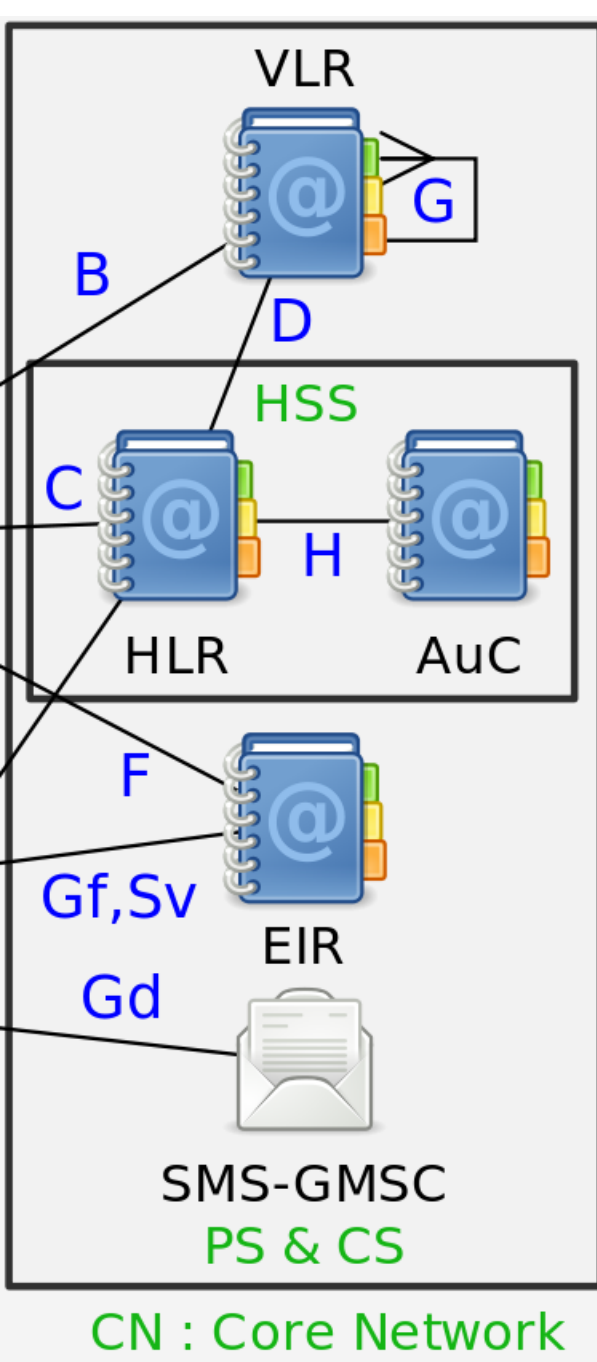 VLR
G
B
D
HSS
C
H
HLR AuC
F
Gf,Sv
EIR
Gd
SMS-GMSC
PS & CS
CN : Core Network